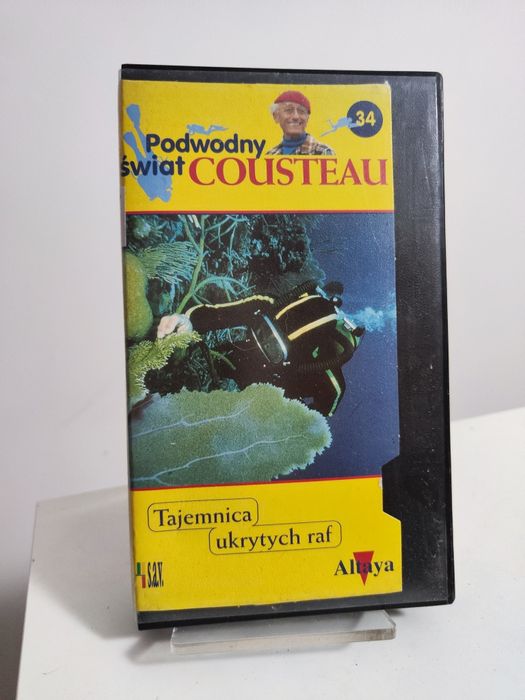 34
Podwodny
świat COUSTEAU
Tajemnica
ukrytych raf
s.a.v.
Altaya